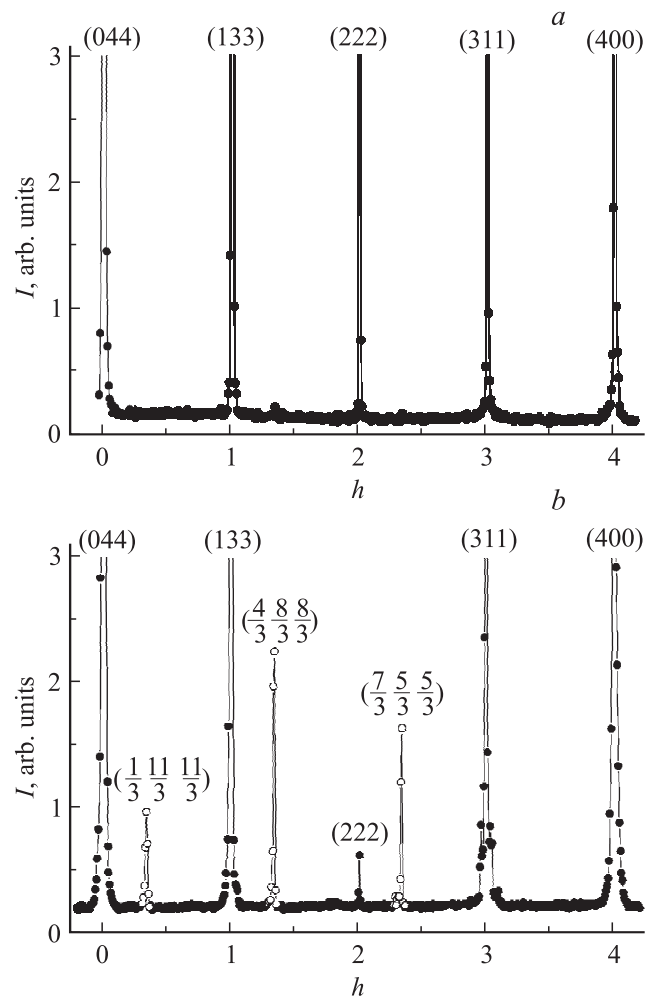 a
(044) (133) (222) (311) (400)
3
2
1
0
I, arb. units
0 1 2 3 4
h
b
(044) (133) (311) (400)
3
2
1
0
I, arb. units
(4/3 8/3 8/3)
(7/3 5/3 5/3)
(1/3 11/3 11/3)
(222)
0 1 2 3 4
h